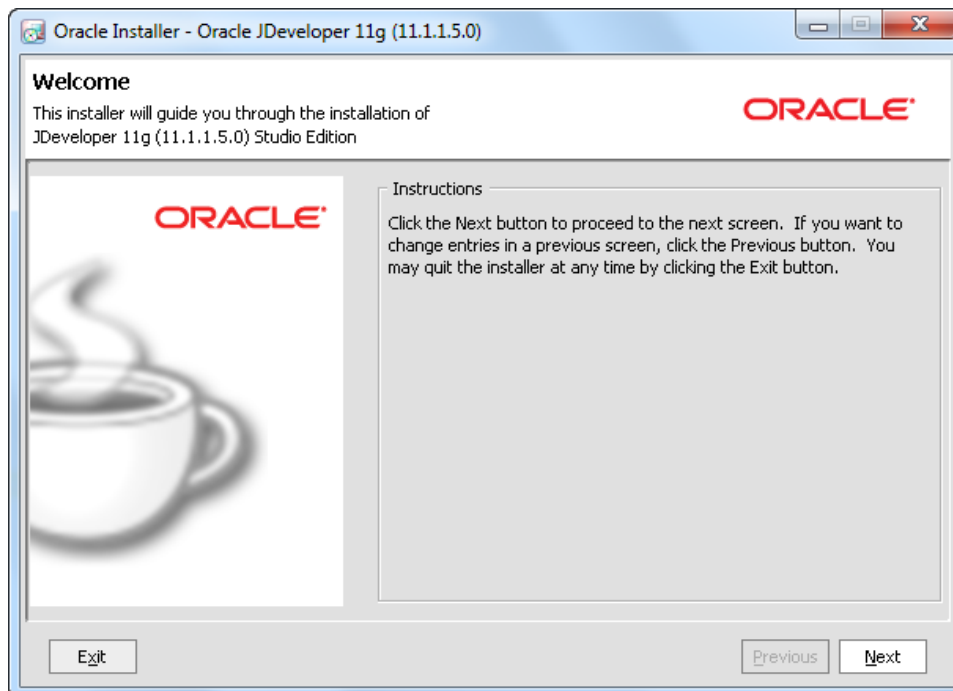 Oracle Installer - Oracle JDeveloper 11g (11.1.1.5.0)
Welcome
This installer will guide you through the installation of
JDeveloper 11g (11.1.1.5.0) Studio Edition
ORACLE
ORACLE
Instructions
Click the Next button to proceed to the next screen. If you want to
change entries in a previous screen, click the Previous button. You
may quit the installer at any time by clicking the Exit button.
Exit
Previous
Next